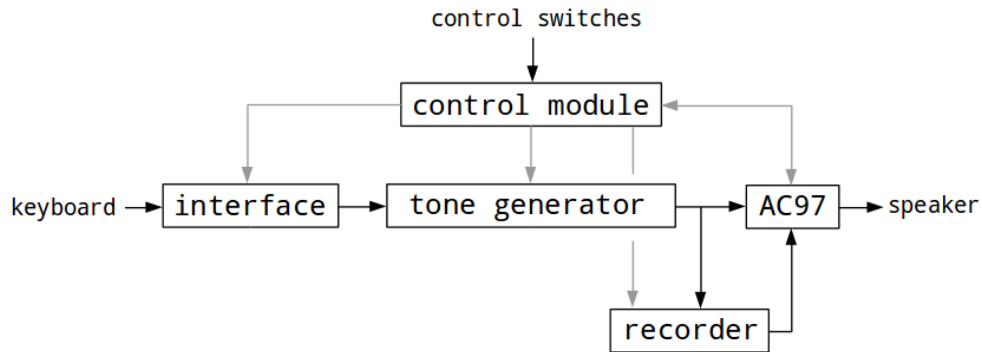 control switches
control module
keyboard
interface
tone generator
AC97
speaker
recorder